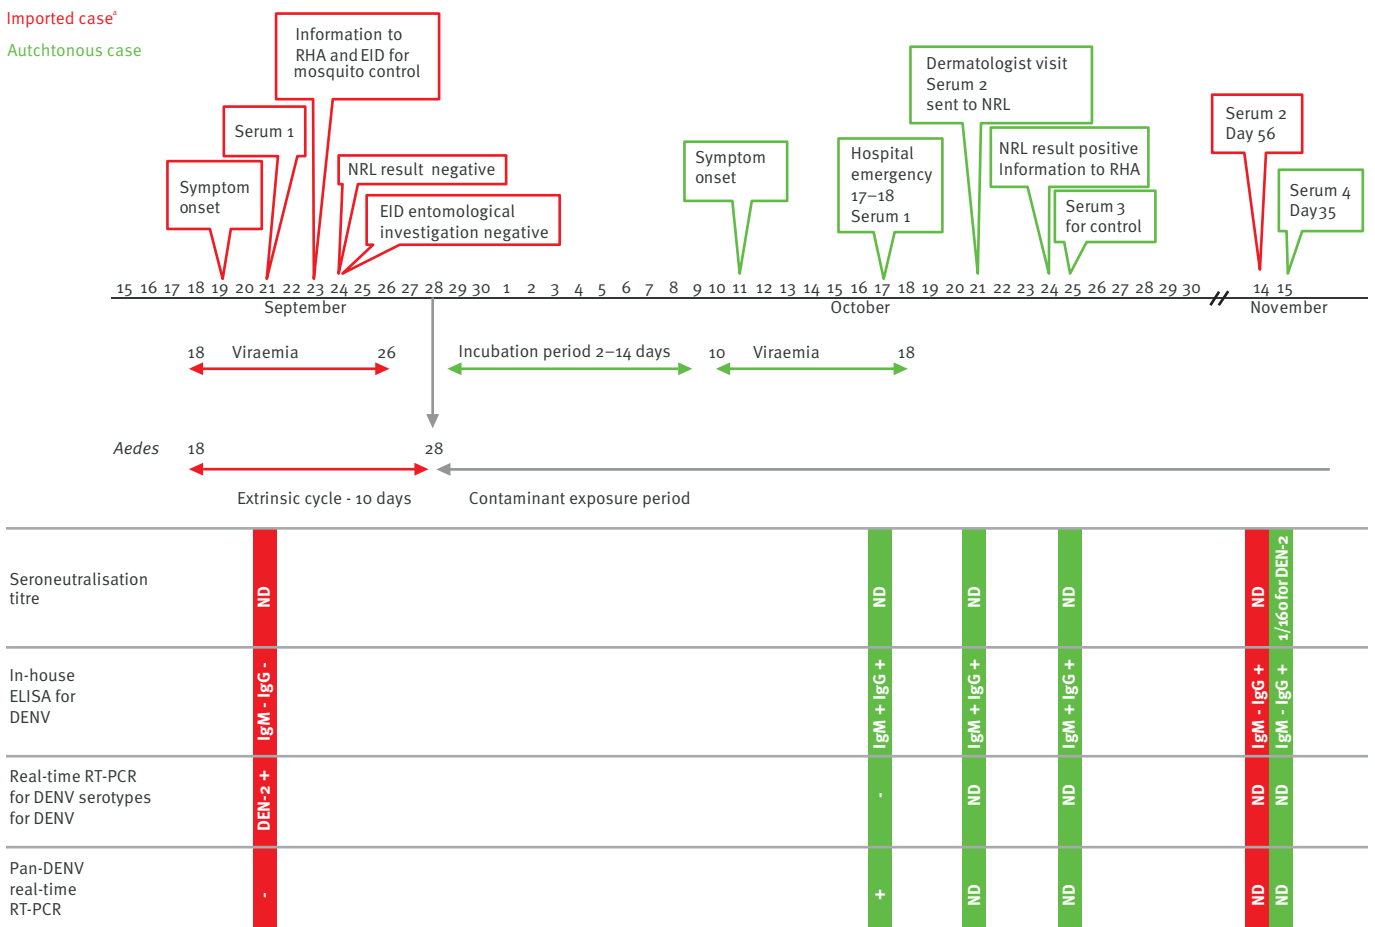 Imported caseª
Autchtonous case
Information to
RHA and EID for
mosquito control
Serum 1
Symptom
onset
NRL result negative
EID entomological
investigation negative
Symptom
onset
Hospital
emergency
17–18
Serum 1
Dermatologist visit
Serum 2
sent to NRL
NRL result positive
Information to RHA
Serum 3
for control
Serum 2
Day 56
Serum 4
Day35
15 16 17 18 19 20 21 22 23 24 25 26 27 28 29 30 1 2 3 4 5 6 7 8 9 10 11 12 13 14 15 16 17 18 19 20 21 22 23 24 25 26 27 28 29 30 14 15
September October November
18 Viraemia 26 Incubation period 2–14 days 10 Viraemia 18
Aedes 18 28
Extrinsic cycle - 10 days Contaminant exposure period
Seroneutralisation
titre
ND ND ND ND ND 1/160 for DEN-2
In-house
ELISA for
DENV
IgM - IgG - IgM + IgG + IgM + IgG + IgM + IgG + IgM - IgG + IgM - IgG +
Real-time RT-PCR
for DENV serotypes
for DENV
DEN-2 + - ND ND ND ND
Pan-DENV
real-time
RT-PCR
- + ND ND ND ND